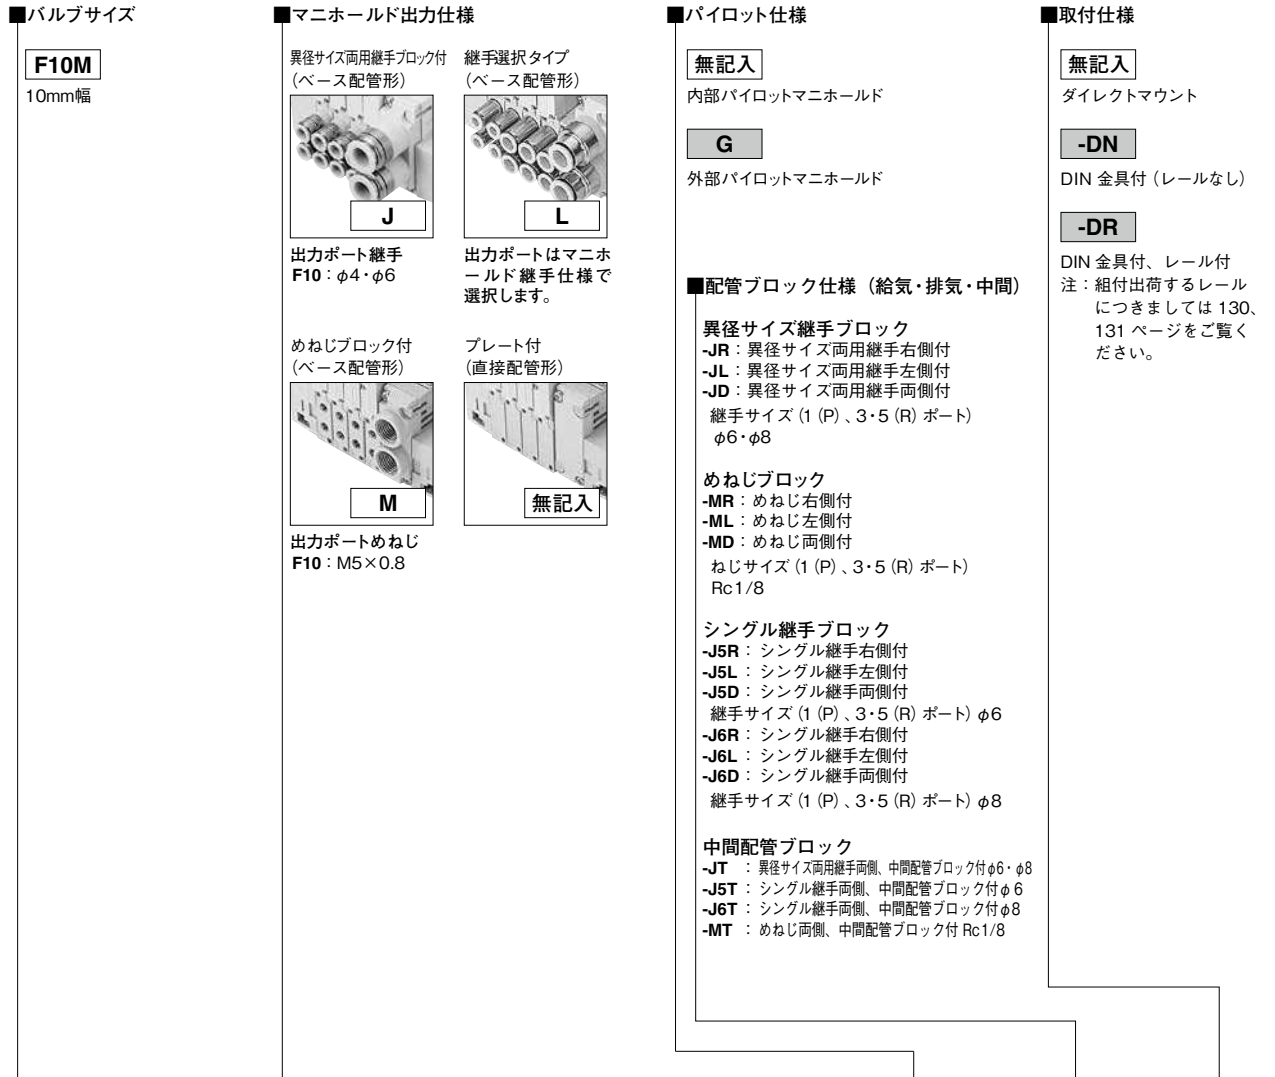 ■バルブサイズ
F10M
10mm幅
■マニホールド出力仕様
異径サイズ両用継手ブロック付
（ベース配管形）
J
出力ポート継手
F10：φ4・φ6
継手選択タイプ
（ベース配管形）
L
出力ポートはマニホ
ールド継手仕様で
選択します。
めねじブロック付
（ベース配管形）
M
出力ポートめねじ
F10：M5×0.8
プレート付
（直接配管形）
無記入
■パイロット仕様
無記入
内部パイロットマニホールド
G
外部パイロットマニホールド
■配管ブロック仕様（給気・排気・中間）
異径サイズ継手ブロック
-JR：異径サイズ両用継手右側付
-JL：異径サイズ両用継手左側付
-JD：異径サイズ両用継手両側付
継手サイズ（1（P）、3・5（R）ポート）
φ6・φ8
めねじブロック
-MR：めねじ右側付
-ML：めねじ左側付
-MD：めねじ両側付
ねじサイズ（1（P）、3・5（R）ポート）
Rc1/8
シングル継手ブロック
-J5R：シングル継手右側付
-J5L：シングル継手左側付
-J5D：シングル継手両側付
継手サイズ（1（P）、3・5（R）ポート）φ6
-J6R：シングル継手右側付
-J6L：シングル継手左側付
-J6D：シングル継手両側付
継手サイズ（1（P）、3・5（R）ポート）φ8
中間配管ブロック
-JT：異径サイズ両用継手両側、中間配管ブロック付φ6・φ8
-J5T：シングル継手両側、中間配管ブロック付φ6
-J6T：シングル継手両側、中間配管ブロック付φ8
-MT：めねじ両側、中間配管ブロック付 Rc1/8
■取付仕様
無記入
ダイレクトマウント
-DN
DIN 金具付（レールなし）
-DR
DIN 金具付、レール付
注：組付出荷するレール
につきましては 130、
131 ページをご覧く
ださい。